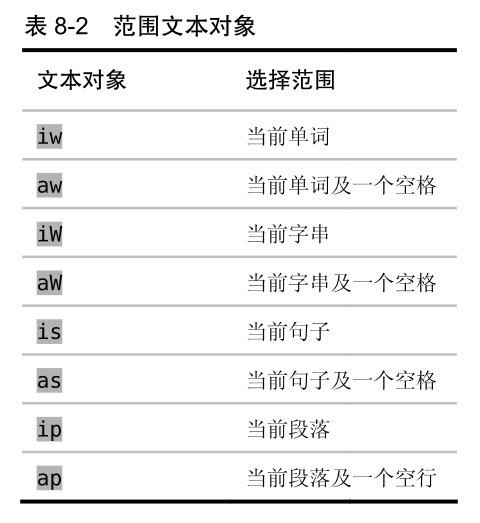 表 8-2 范围文本对象
文本对象 选择范围
iw 当前单词
aw 当前单词及一个空格
iW 当前字串
aW 当前字串及一个空格
is 当前句子
as 当前句子及一个空格
ip 当前段落
ap 当前段落及一个空行